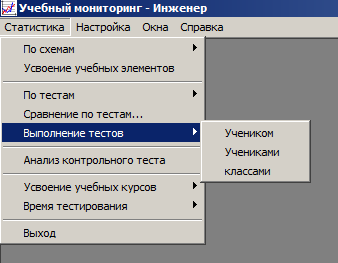 Учебный мониторинг - Инженер
Статистика Настройка Окна Справка
По схемам
Усвоение учебных элементов
По тестам
Сравнение по тестам...
Выполнение тестов
Учеником
Учениками
классами
Анализ контрольного теста
Усвоение учебных курсов
Время тестирования
Выход